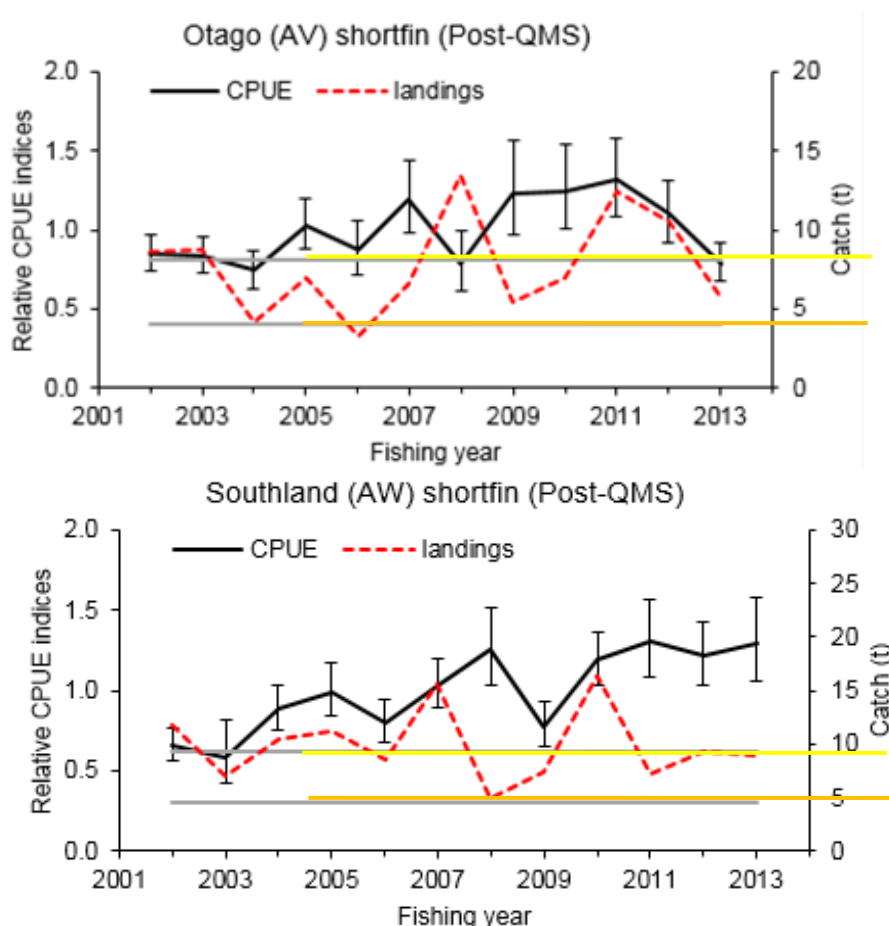 Otago (AV) shortfin (Post-QMS)
2.0 20
CPUE landings
1.5 15
1.0 10
0.5 5
0.0 0
Relative CPUE indices
Catch (t)
2001 2003 2005 2007 2009 2011 2013
Fishing year
Southland (AW) shortfin (Post-QMS)
2.0 30
CPUE landings
25
1.5 20
1.0 15
10
0.5 5
0.0 0
Relative CPUE indices
Catch (t)
2001 2003 2005 2007 2009 2011 2013
Fishing year